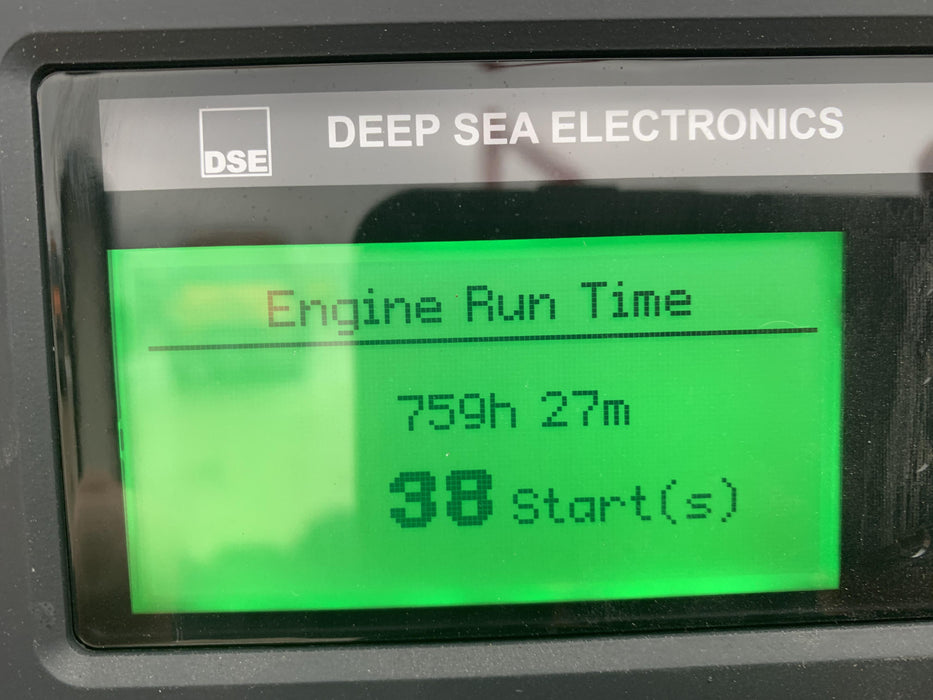 DSE
DEEP SEA ELECTRONICS
Engine Run Time
759h 27m
38 Start(s)